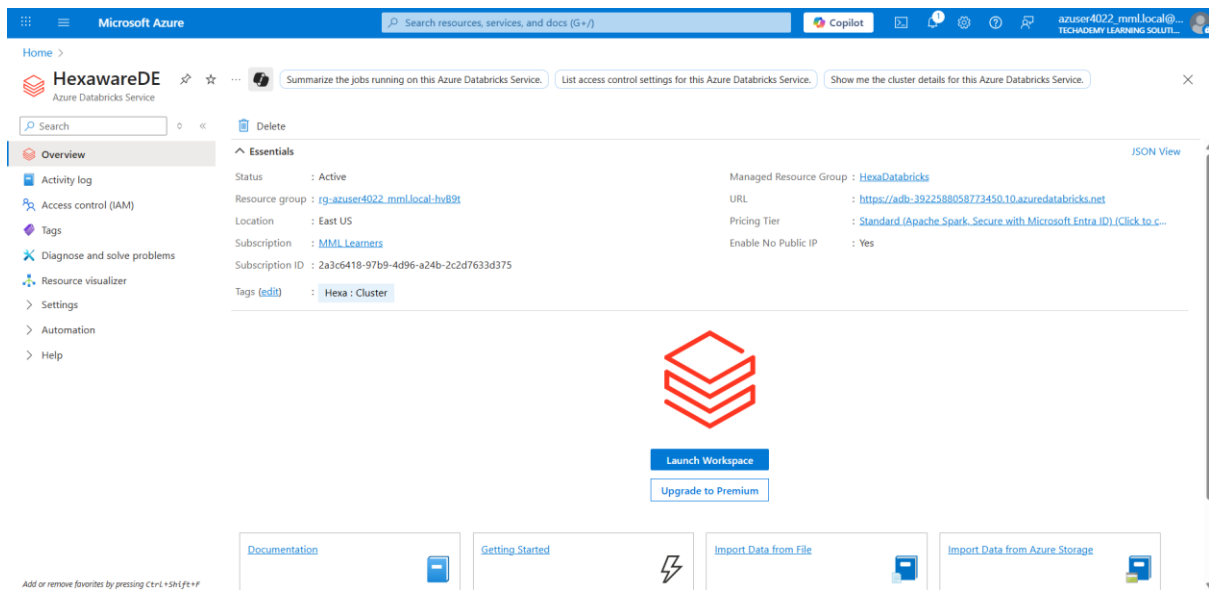 Microsoft Azure
Search resources, services, and docs (G+/)
Copilot
1
azuser4022_mml.local@...
TECHADEMY LEARNING SOLUTI...
Home >
HexawareDE
Azure Databricks Service
...
Summarize the jobs running on this Azure Databricks Service.
List access control settings for this Azure Databricks Service.
Show me the cluster details for this Azure Databricks Service.
Search
Delete
Overview
Activity log
Access control (IAM)
Tags
Diagnose and solve problems
Resource visualizer
Settings
Automation
Help
Essentials
JSON View
Status : Active
Resource group : rg-azuser4022_mml.local-hvB9t
Location : East US
Subscription : MML Learners
Subscription ID : 2a3c6418-97b9-4d96-a24b-2c2d7633d375
Tags (edit) : Hexa : Cluster
Managed Resource Group : HexaDatabricks
URL : https://adb-3922588058773450.10.azuredatabricks.net
Pricing Tier : Standard (Apache Spark, Secure with Microsoft Entra ID) (Click to c...
Enable No Public IP : Yes
Launch Workspace
Upgrade to Premium
Documentation
Getting Started
Import Data from File
Import Data from Azure Storage
Add or remove favorites by pressing Ctrl+Shift+F